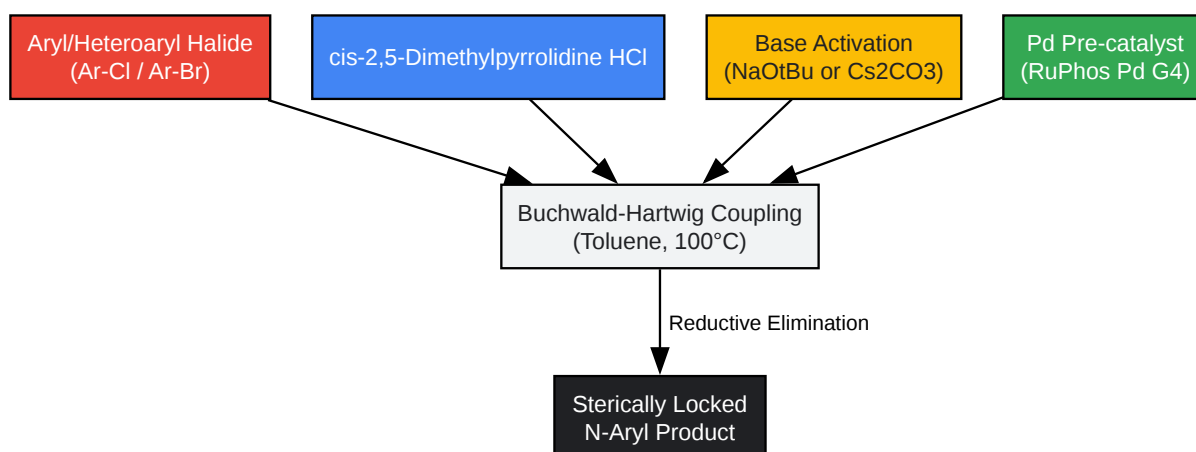 Aryl/Heteroaryl Halide
(Ar-Cl / Ar-Br)
cis-2,5-Dimethylpyrrolidine HCl
Base Activation
(NaOtBu or Cs2CO3)
Pd Pre-catalyst
(RuPhos Pd G4)
Buchwald-Hartwig Coupling
(Toluene, 100°C)
Reductive Elimination
Sterically Locked
N-Aryl Product